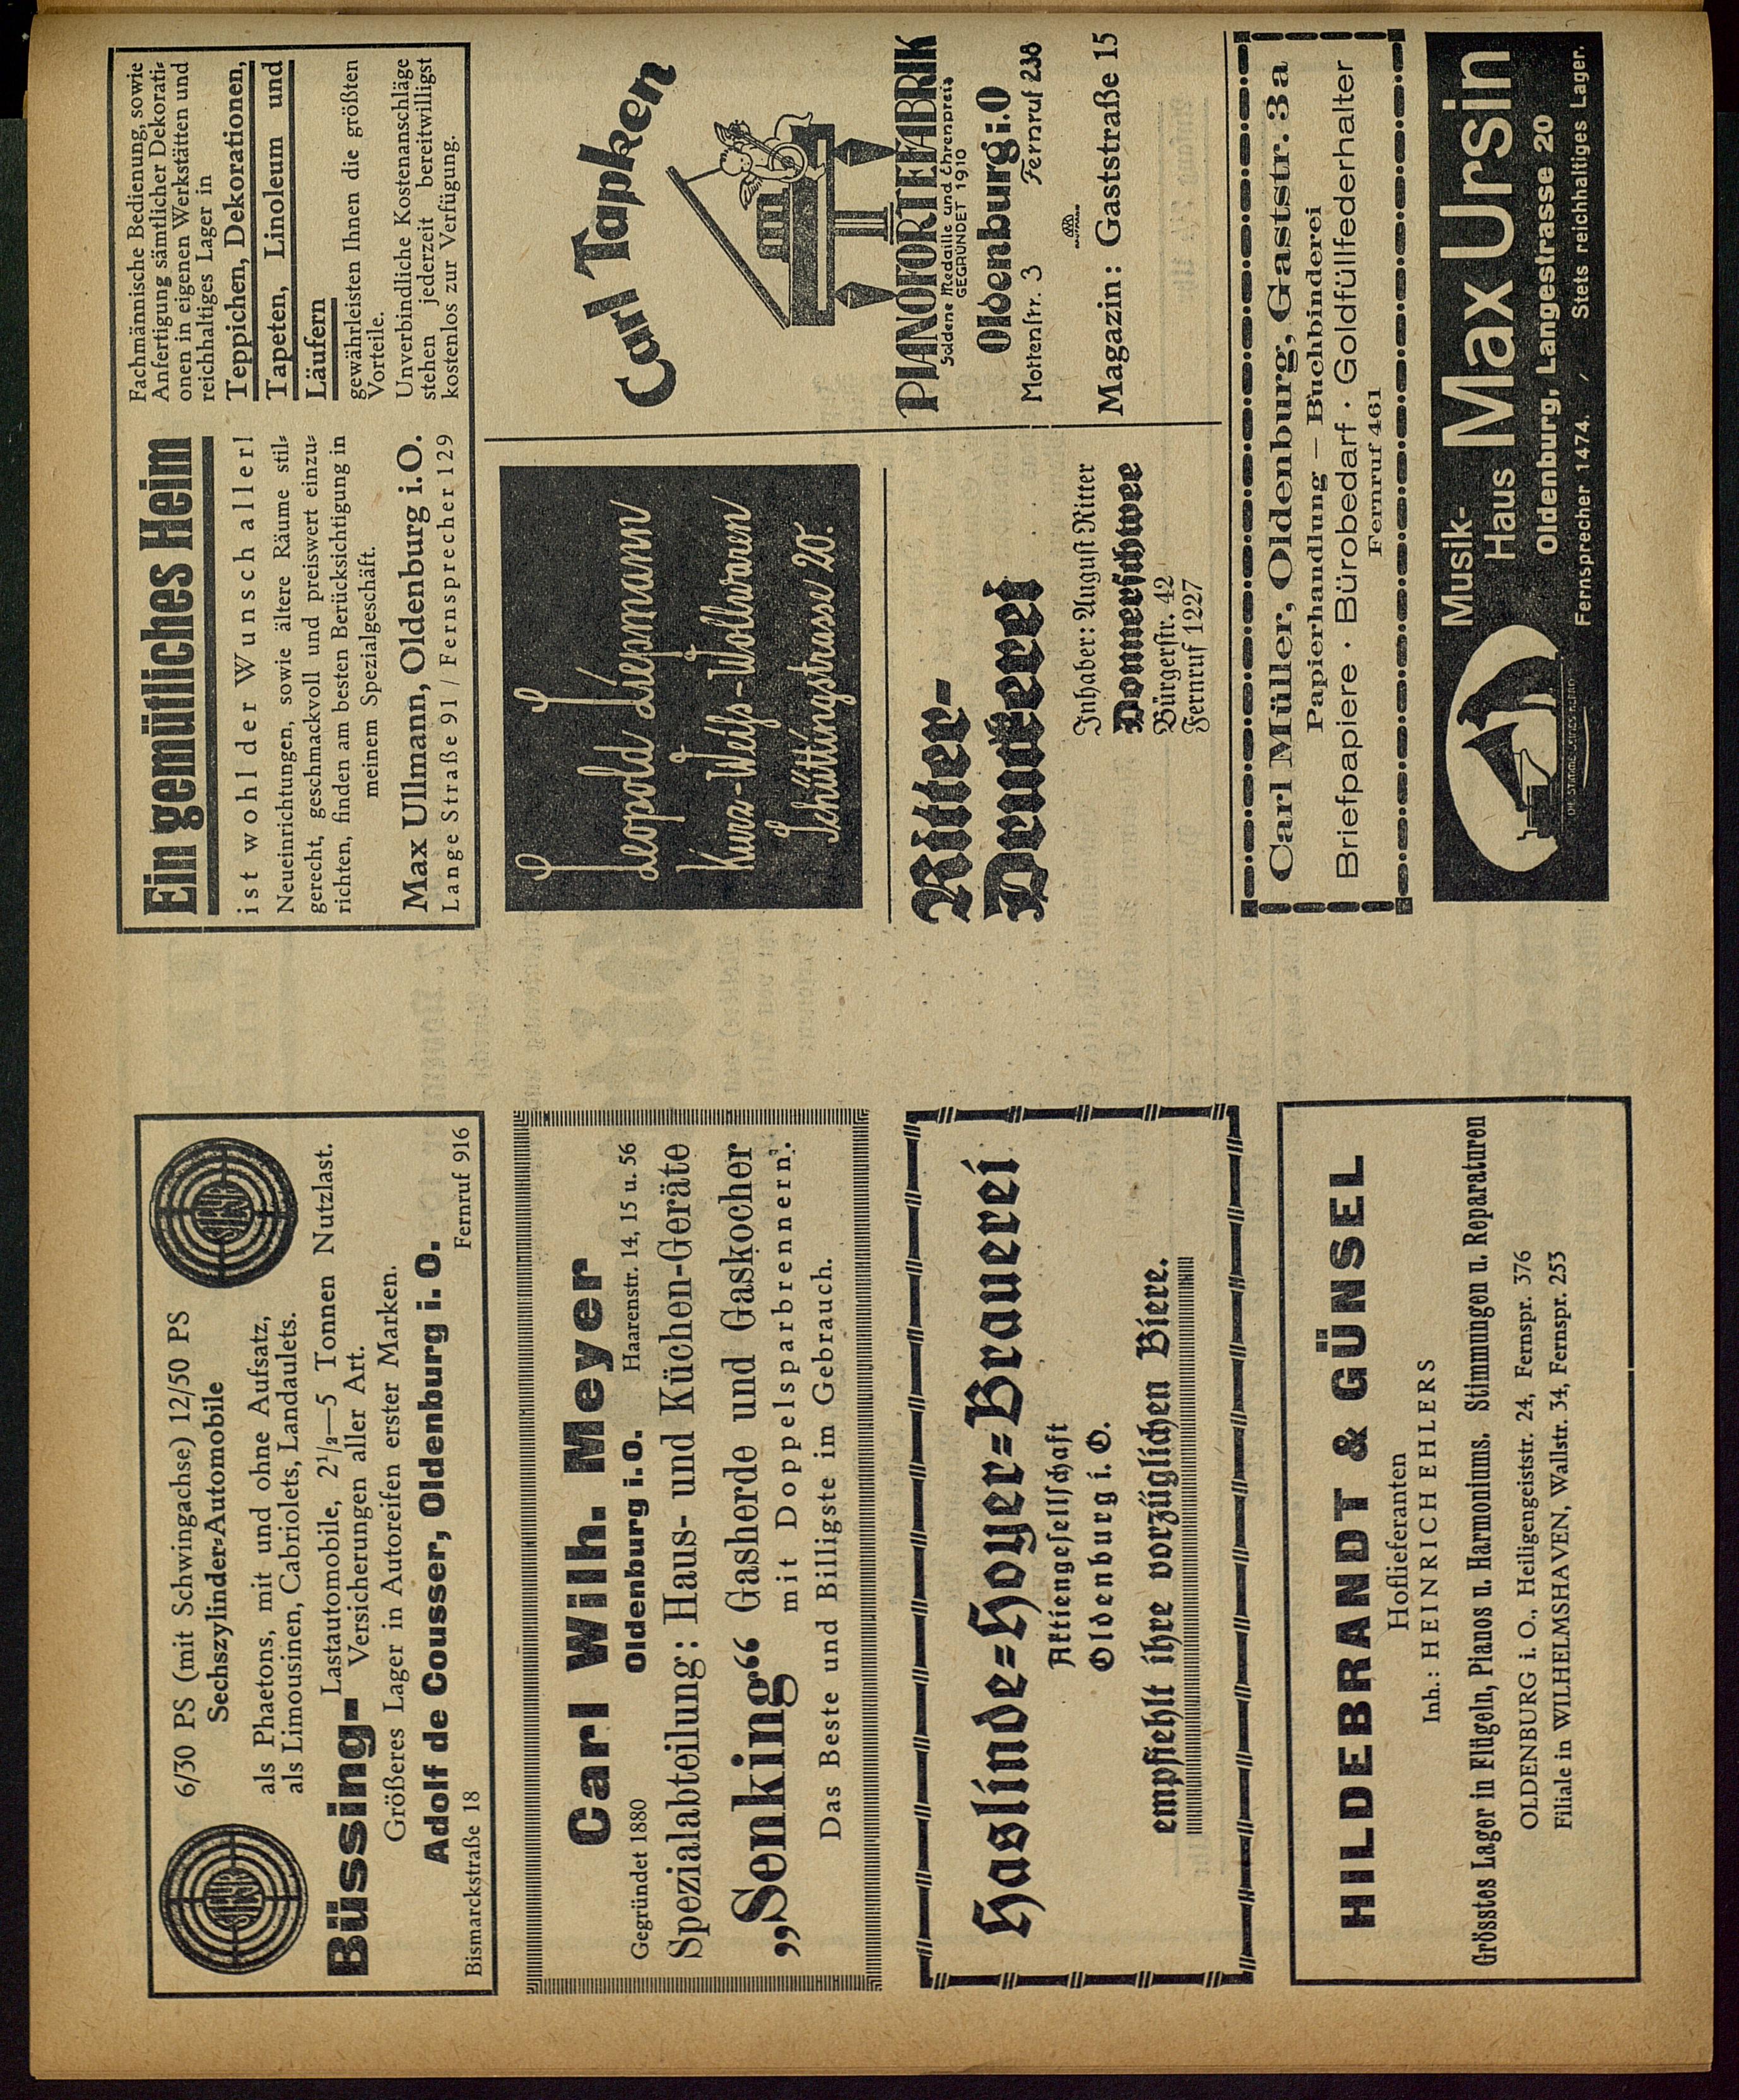 6/30 PS (mit Schwingachse) 12/50 PS
Sechszylinder-Automobile
als Phaetons, mit und ohne Aufsatz,
als Limousinen, Cabriolets, Landaulets.
Büssing- Lastautomobile, 2½—5 Tonnen Nutzlast.
Versicherungen aller Art.
Größeres Lager in Autoreifen erster Marken.
Adolf de Cousser, Oldenburg i. O.
Bismarckstraße 18 Fernruf 916
Carl Wilh. Meyer
Gegründet 1880 Oldenburg i. O. Haarenstr. 14, 15 u. 56
Spezialabteilung: Haus- und Küchen-Geräte
„Senking“ Gasherde und Gaskocher
mit Doppelsparbrennern.
Das Beste und Billigste im Gebrauch.
Haslinde-Hoyer-Brauerei
Aktiengesellschaft
Oldenburg i. O.
empfiehlt ihre vorzüglichen Biere.
HILDEBRANDT & GÜNSEL
Hoflieferanten
Inh.: HEINRICH EHLERS
Grösstes Lager in Flügeln, Pianos u. Harmoniums. Stimmungen u. Reparaturen
OLDENBURG i. O., Heiligengeiststr. 24, Fernspr. 376
Filiale in WILHELMSHAVEN, Wallstr. 34, Fernspr. 253
Ein gemütliches Heim
ist wohl der Wunsch aller!
Neueinrichtungen, sowie ältere Räume stil-
gerecht, geschmackvoll und preiswert einzu-
richten, finden am besten Berücksichtigung in
meinem Spezialgeschäft.
Max Ullmann, Oldenburg i. O.
Lange Straße 91 / Fernsprecher 129
Fachmännische Bedienung, sowie
Anfertigung sämtlicher Dekorati-
onen in eigenen Werkstätten und
reichhaltiges Lager in
Teppichen, Dekorationen,
Tapeten, Linoleum und
Läufern
gewährleisten Ihnen die größten
Vorteile.
Unverbindliche Kostenanschläge
stehen jederzeit bereitwilligst
kostenlos zur Verfügung.
Leopold Liepmann
Kurz-Weiß-Wollwaren
Schüttingstrasse 20.
Carl Tapken
PIANOFORTEFABRIK
Goldene Medaille und Ehrenpreis
GEGRÜNDET 1910
Oldenburg i.O
Mottenstr. 3 Fernruf 238
Magazin: Gaststraße 15
Ritter-
Druckerei
Inhaber: August Ritter
Donnerschwee
Bürgerstr. 42
Fernruf 1227
Carl Müller, Oldenburg, Gaststr. 3a
Papierhandlung — Buchbinderei
Briefpapiere · Bürobedarf · Goldfüllfederhalter
Fernruf 461
Musik-
Haus Max Ursin
Oldenburg, Langestrasse 20
Fernsprecher 1474. / Stets reichhaltiges Lager.